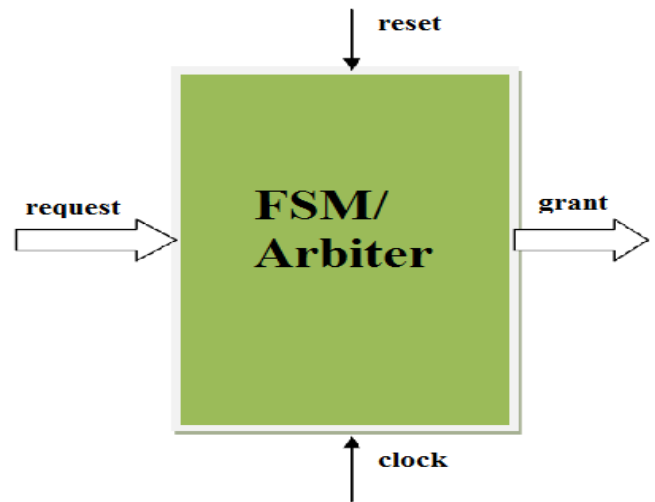 reset
request
FSM/
Arbiter
grant
clock